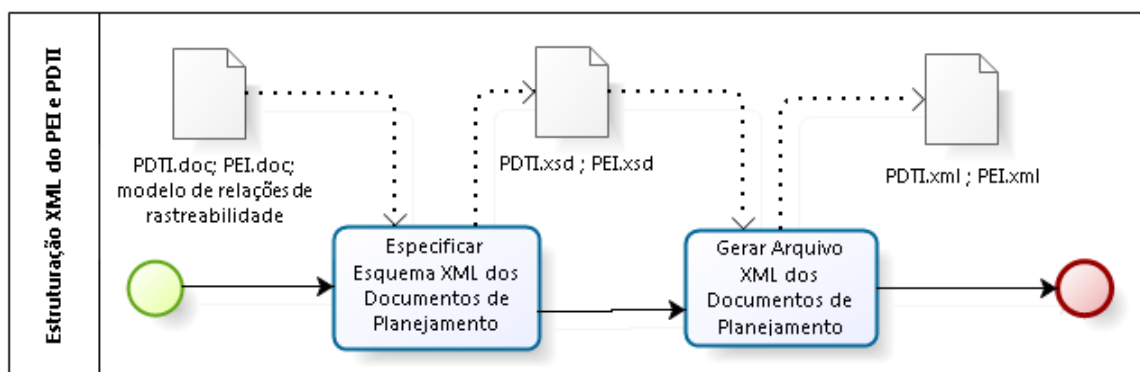 Estruturação XML do PEI e PDTI
PDTI.doc; PEI.doc;
modelo de relações de
rastreabilidade
PDTI.xsd ; PEI.xsd
PDTI.xml ; PEI.xml
Especificar
Esquema XML dos
Documentos de
Planejamento
Gerar Arquivo
XML dos
Documentos de
Planejamento